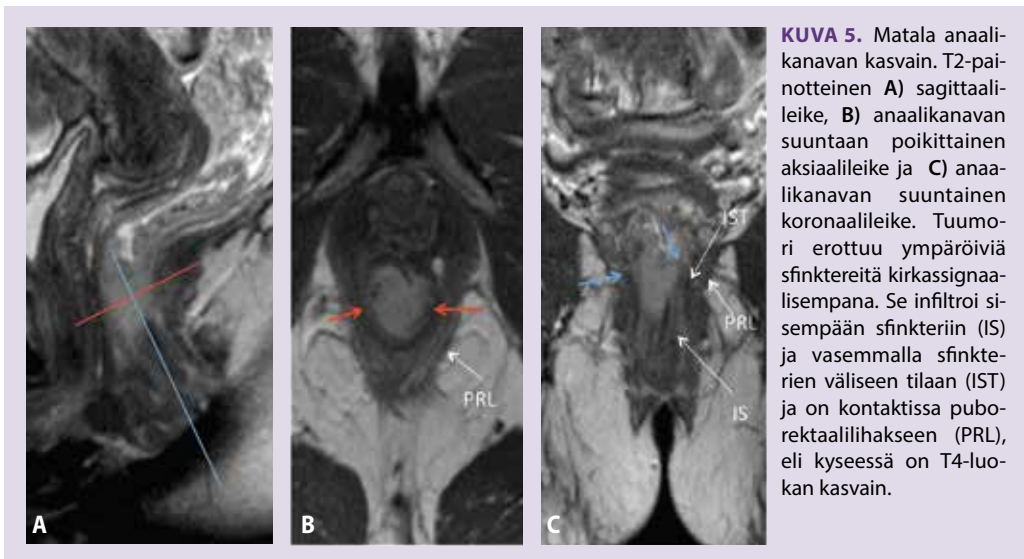 KUVA 5. Matala anaali-
kanavan kasvain. T2-pai-
notteinen A) sagittaali-
leike, B) anaalikanavan
suuntaan poikittainen
aksiaalileike ja C) anaa-
likanavan suuntainen
koronaalileike. Tuumo-
ri erottuu ympäröiviä
sfinktereitä kirkassignaa-
lisempana. Se infiltroi si-
sempään sfinkteriin (IS)
ja vasemmalla sfinkte-
rien väliseen tilaan (IST)
ja on kontaktissa pubo-
rektaalilihakseen (PRL),
eli kyseessä on T4-luo-
kan kasvain.
A
B
PRL
C
IST
PRL
IS